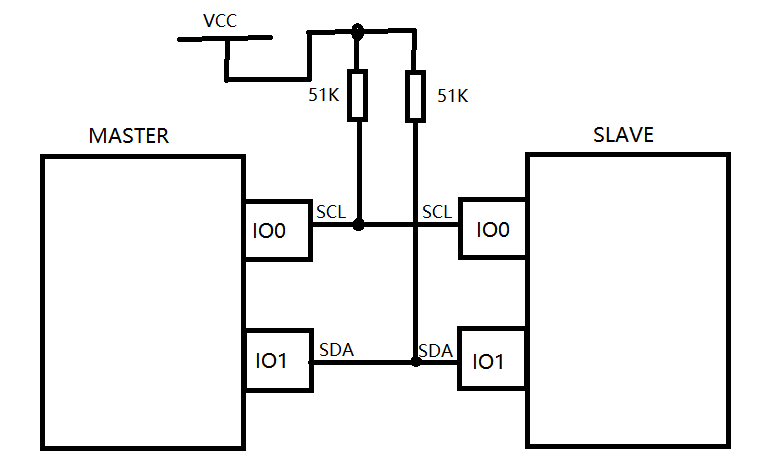 VCC
51K
51K
MASTER
SLAVE
SCL
SCL
IO0
IO0
SDA
SDA
IO1
IO1